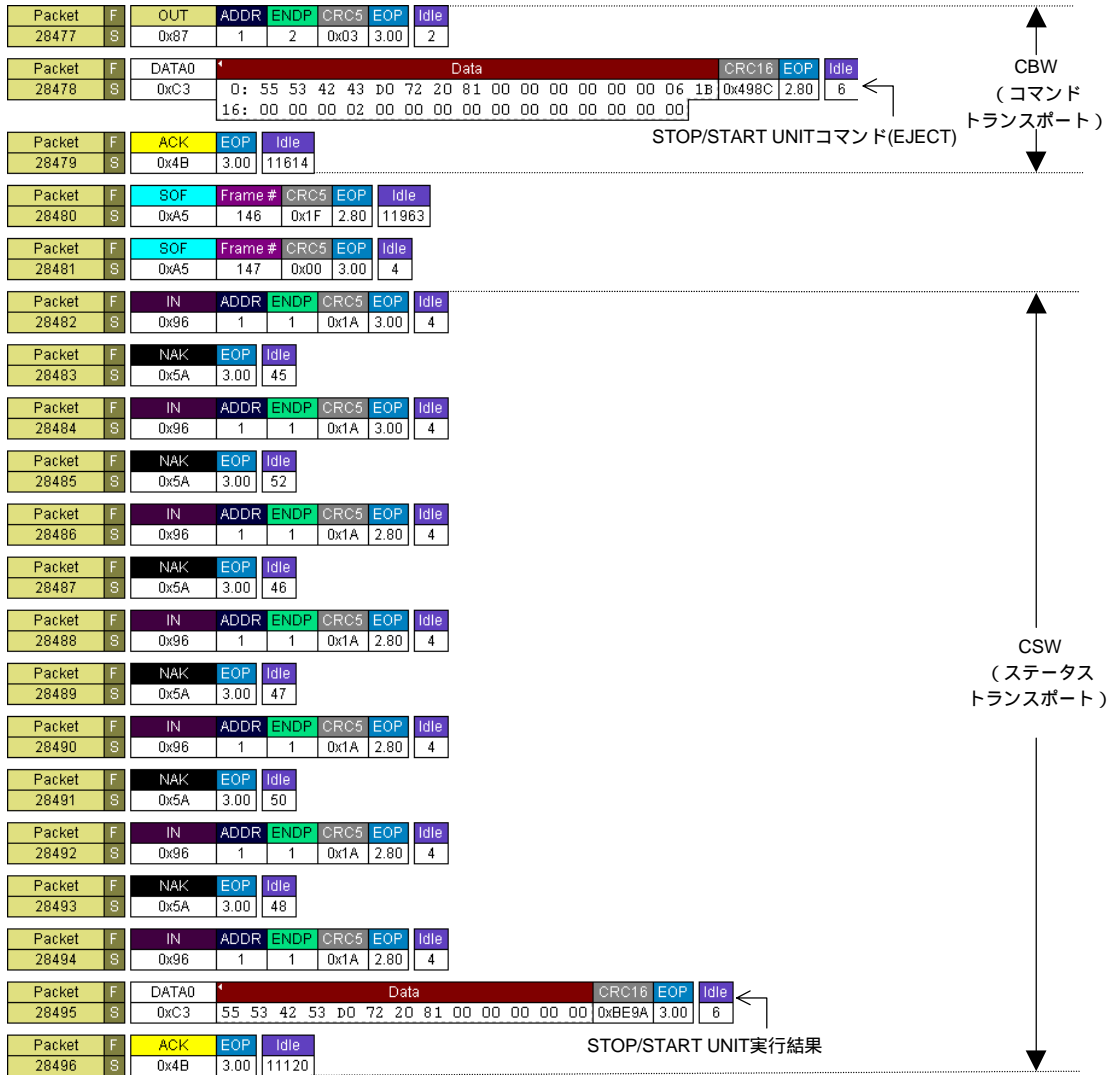 Packet F OUT ADDR ENDP CRC5 EOP Idle
28477 S 0x87 1 2 0x03 3.00 2
Packet F DATA0 Data CRC16 EOP Idle
28478 S 0xC3 0: 55 53 42 43 D0 72 20 81 00 00 00 00 00 00 06 1B 0x498C 2.80 6
16: 00 00 00 02 00 00 00 00 00 00 00 00 00 00 00
CBW
（コマンド
トランスポート）
STOP/START UNITコマンド(EJECT)
Packet F ACK EOP Idle
28479 S 0x4B 3.00 11614
Packet F SOF Frame # CRC5 EOP Idle
28480 S 0xA5 146 0x1F 2.80 11963
Packet F SOF Frame # CRC5 EOP Idle
28481 S 0xA5 147 0x00 3.00 4
Packet F IN ADDR ENDP CRC5 EOP Idle
28482 S 0x96 1 1 0x1A 3.00 4
Packet F NAK EOP Idle
28483 S 0x5A 3.00 45
Packet F IN ADDR ENDP CRC5 EOP Idle
28484 S 0x96 1 1 0x1A 3.00 4
Packet F NAK EOP Idle
28485 S 0x5A 3.00 52
Packet F IN ADDR ENDP CRC5 EOP Idle
28486 S 0x96 1 1 0x1A 2.80 4
Packet F NAK EOP Idle
28487 S 0x5A 3.00 46
Packet F IN ADDR ENDP CRC5 EOP Idle
28488 S 0x96 1 1 0x1A 2.80 4
CSW
（ステータス
トランスポート）
Packet F NAK EOP Idle
28489 S 0x5A 3.00 47
Packet F IN ADDR ENDP CRC5 EOP Idle
28490 S 0x96 1 1 0x1A 2.80 4
Packet F NAK EOP Idle
28491 S 0x5A 3.00 50
Packet F IN ADDR ENDP CRC5 EOP Idle
28492 S 0x96 1 1 0x1A 2.80 4
Packet F NAK EOP Idle
28493 S 0x5A 3.00 48
Packet F IN ADDR ENDP CRC5 EOP Idle
28494 S 0x96 1 1 0x1A 2.80 4
Packet F DATA0 Data CRC16 EOP Idle
28495 S 0xC3 55 53 42 53 D0 72 20 81 00 00 00 00 00 0xBE9A 3.00 6
STOP/START UNIT実行結果
Packet F ACK EOP Idle
28496 S 0x4B 3.00 11120